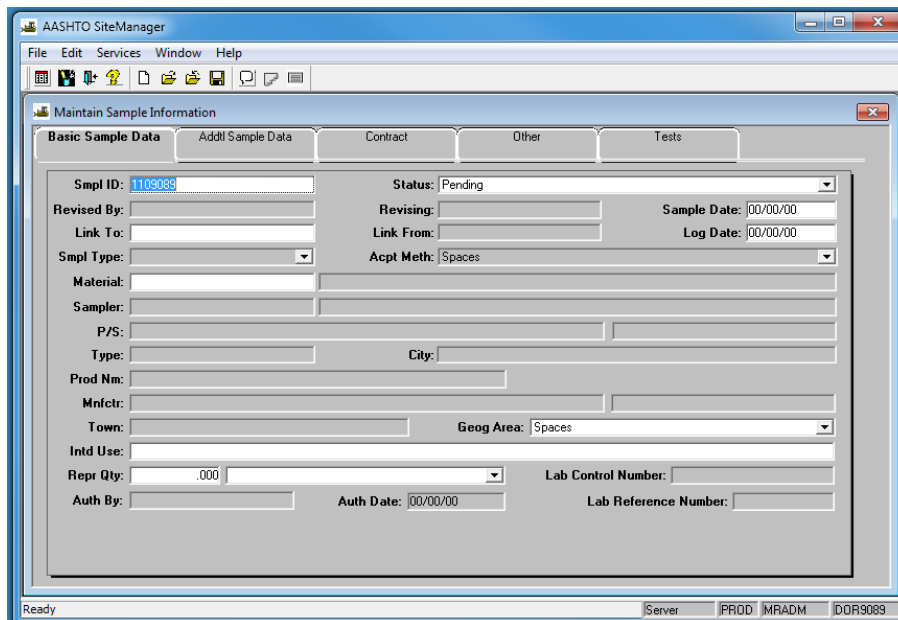 AASHTO SiteManager
File Edit Services Window Help
Maintain Sample Information
Basic Sample Data Addtl Sample Data Contract Other Tests
Smpl ID: 1109089 Status: Pending
Revised By: Revising: Sample Date: 00/00/00
Link To: Link From: Log Date: 00/00/00
Smpl Type: Acpt Meth: Spaces
Material:
Sampler:
P/S:
Type: City:
Prod Nm:
Mnfctr:
Town: Geog Area: Spaces
Intd Use:
Repr Qty: .000 Lab Control Number:
Auth By: Auth Date: 00/00/00 Lab Reference Number:
Ready Server PROD MRADM DOR9089